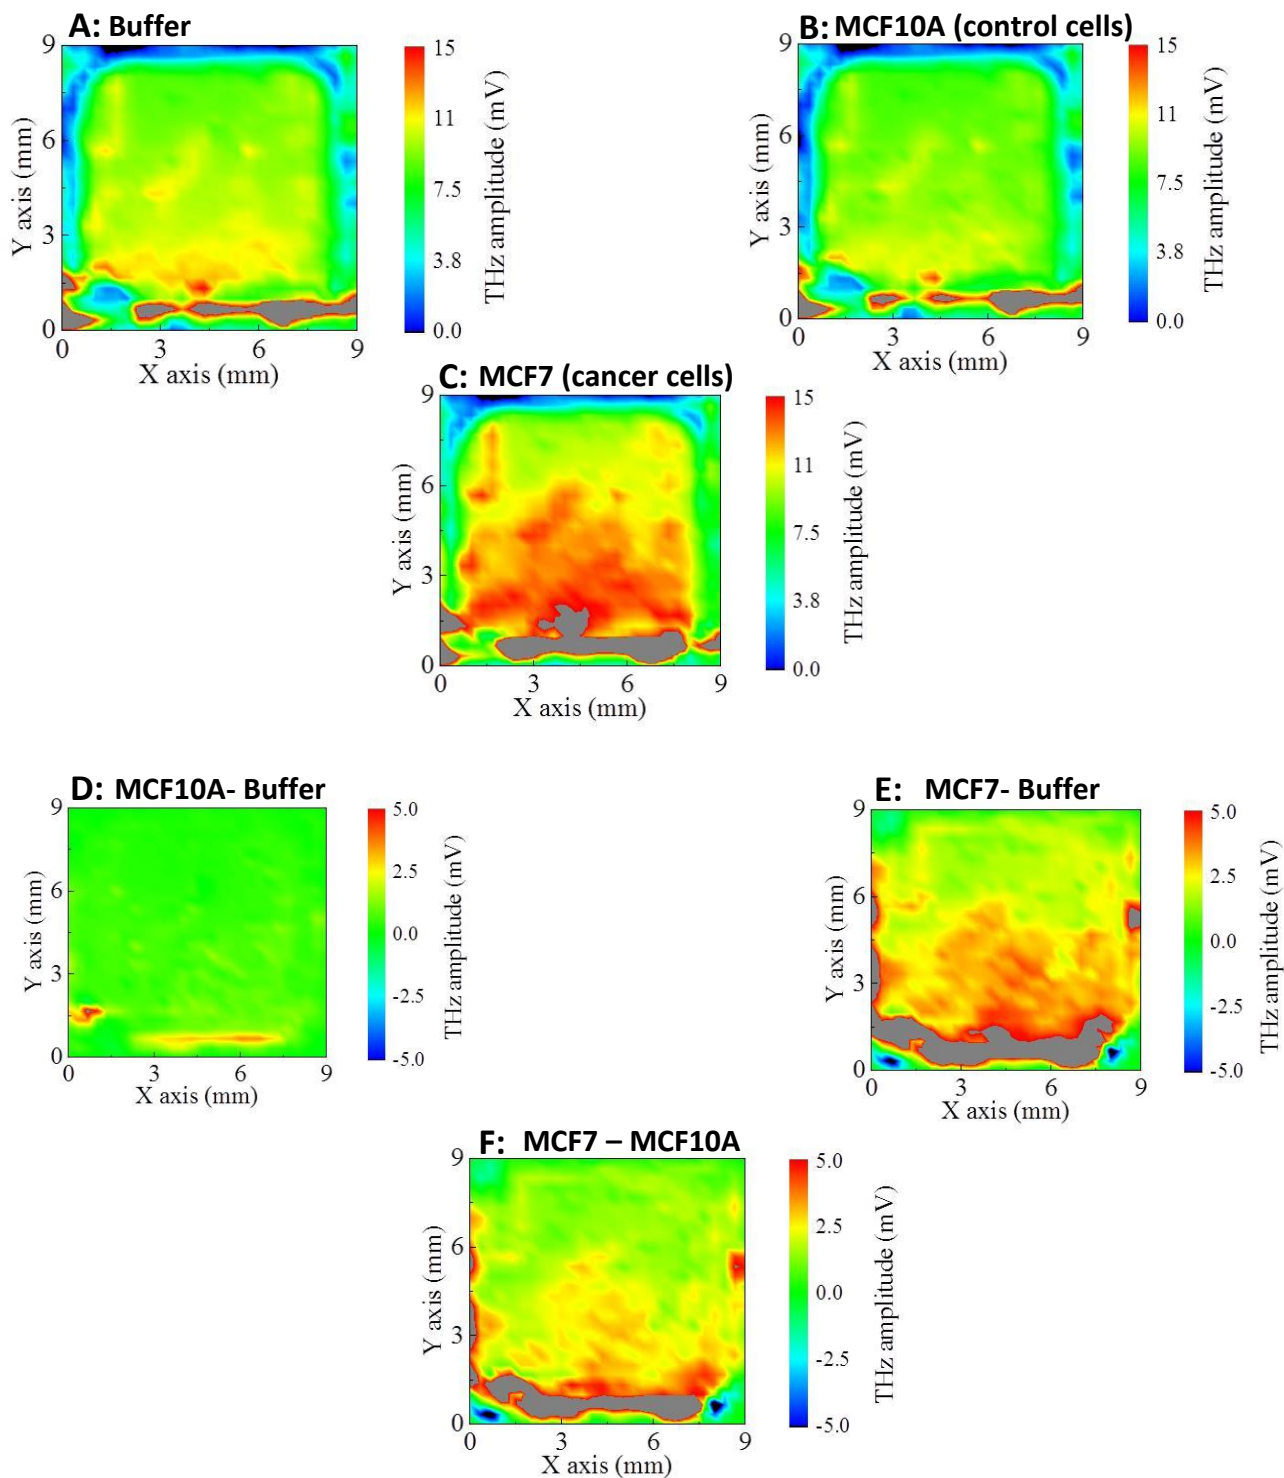 A: Buffer
9
6
3
0
0 3 6 9
Y axis (mm)
X axis (mm)
15
11
7.5
3.8
0.0
THz amplitude (mV)
B: MCF10A (control cells)
9
6
3
0
0 3 6 9
Y axis (mm)
X axis (mm)
15
11
7.5
3.8
0.0
THz amplitude (mV)
C: MCF7 (cancer cells)
9
6
3
0
0 3 6 9
Y axis (mm)
X axis (mm)
15
11
7.5
3.8
0.0
THz amplitude (mV)
D: MCF10A- Buffer
9
6
3
0
0 3 6 9
Y axis (mm)
X axis (mm)
5.0
2.5
0.0
-2.5
-5.0
THz amplitude (mV)
E: MCF7- Buffer
9
6
3
0
0 3 6 9
Y axis (mm)
X axis (mm)
5.0
2.5
0.0
-2.5
-5.0
THz amplitude (mV)
F: MCF7 – MCF10A
9
6
3
0
0 3 6 9
Y axis (mm)
X axis (mm)
5.0
2.5
0.0
-2.5
-5.0
THz amplitude (mV)